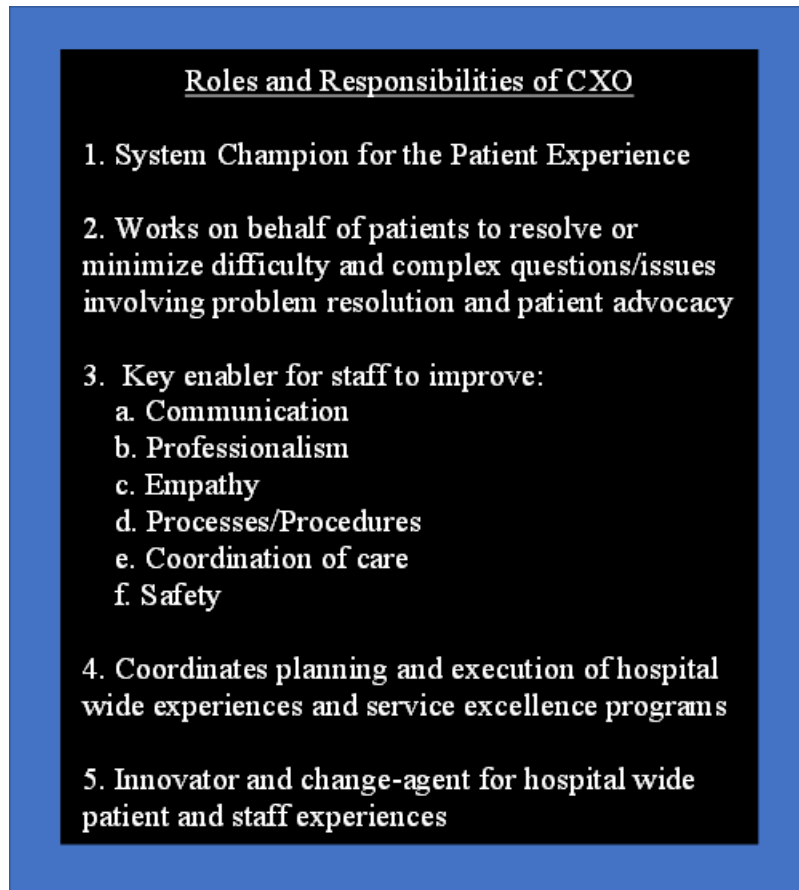 Roles and Responsibilities of CXO
1. System Champion for the Patient Experience
2. Works on behalf of patients to resolve or
minimize difficulty and complex questions/issues
involving problem resolution and patient advocacy
3. Key enabler for staff to improve:
a. Communication
b. Professionalism
c. Empathy
d. Processes/Procedures
e. Coordination of care
f. Safety
4. Coordinates planning and execution of hospital
wide experiences and service excellence programs
5. Innovator and change-agent for hospital wide
patient and staff experiences